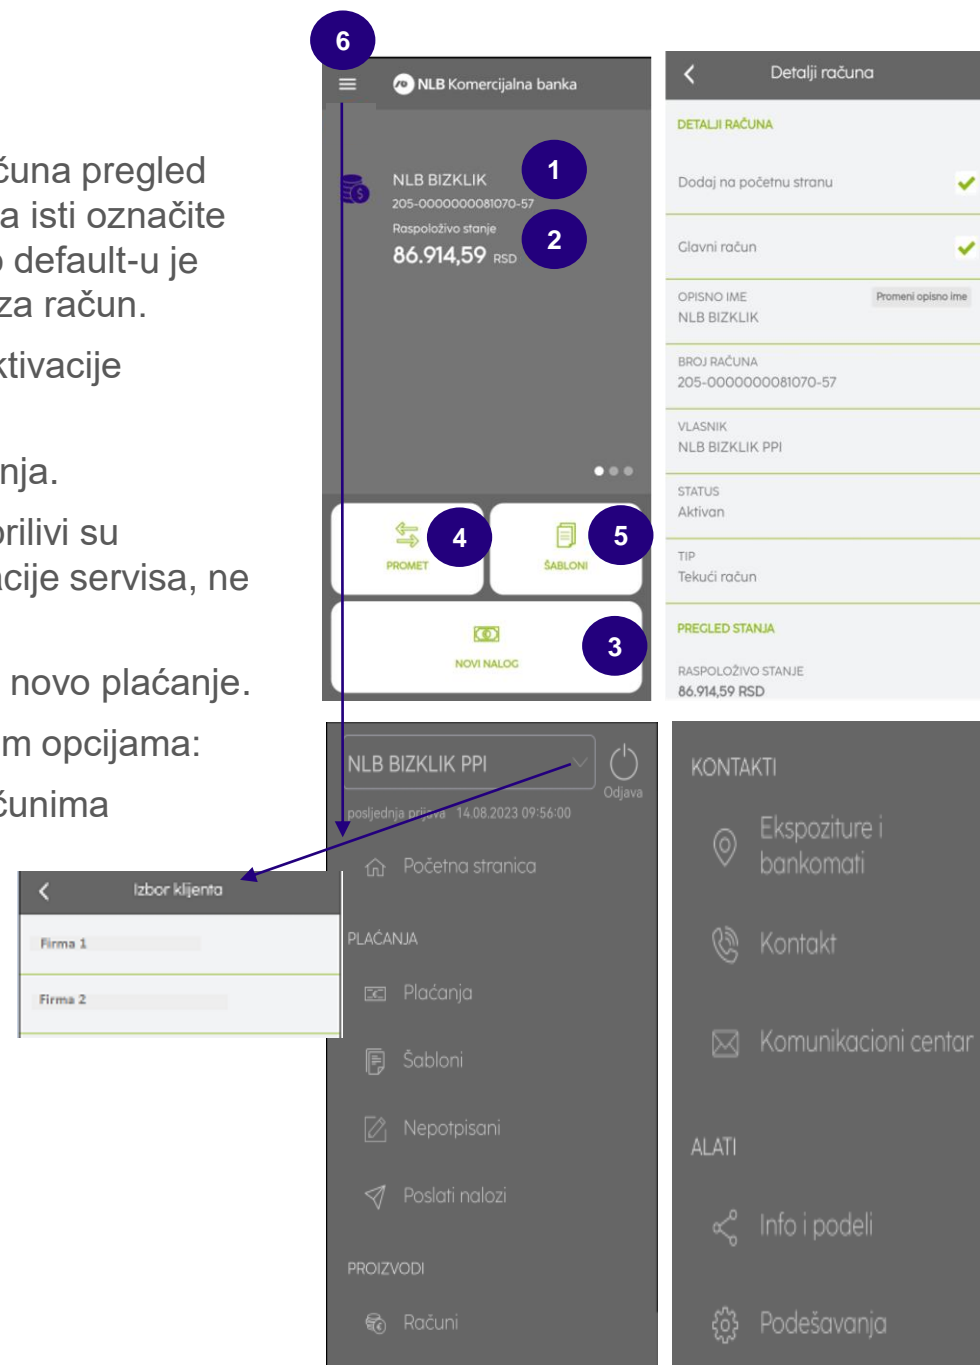 čuna pregled
a isti označite
o default-u je
za račun.
ktivacije
nja.
prilivi su
acije servisa, ne
novo plaćanje.
m opcijama:
čunima
6
NLB Komercijalna banka
1
NLB BIZKLIK
205-0000000081070-57
Raspoloživo stanje
2
86.914,59 RSD
4
PROMET
5
ŠABLONI
3
NOVI NALOG
Detalji računa
DETALJI RAČUNA
Dodaj na početnu stranu
Glavni račun
OPISNO IME
Promeni opisno ime
NLB BIZKLIK
BROJ RAČUNA
205-0000000081070-57
VLASNIK
NLB BIZKLIK PPI
STATUS
Aktivan
TIP
Tekući račun
PREGLED STANJA
RASPOLOŽIVO STANJE
86.914,59 RSD
NLB BIZKLIK PPI
Odjava
posljednja prijava 14.08.2023 09:56:00
Početna stranica
PLAĆANJA
Plaćanja
Šabloni
Nepotpisani
Poslati nalozi
PROIZVODI
Računi
Izbor klijenta
Firma 1
Firma 2
KONTAKTI
Ekspoziture i
bankomati
Kontakt
Komunikacioni centar
ALATI
Info i podeli
Podešavanja